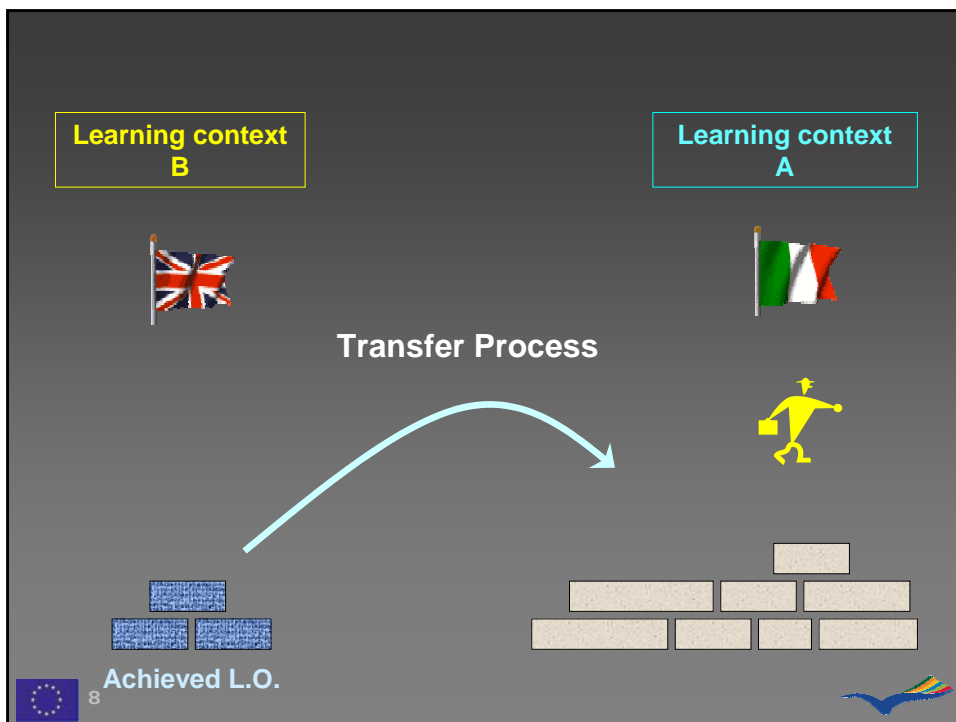 Learning context
B
Learning context
A
Transfer Process
Achieved L.O.
8